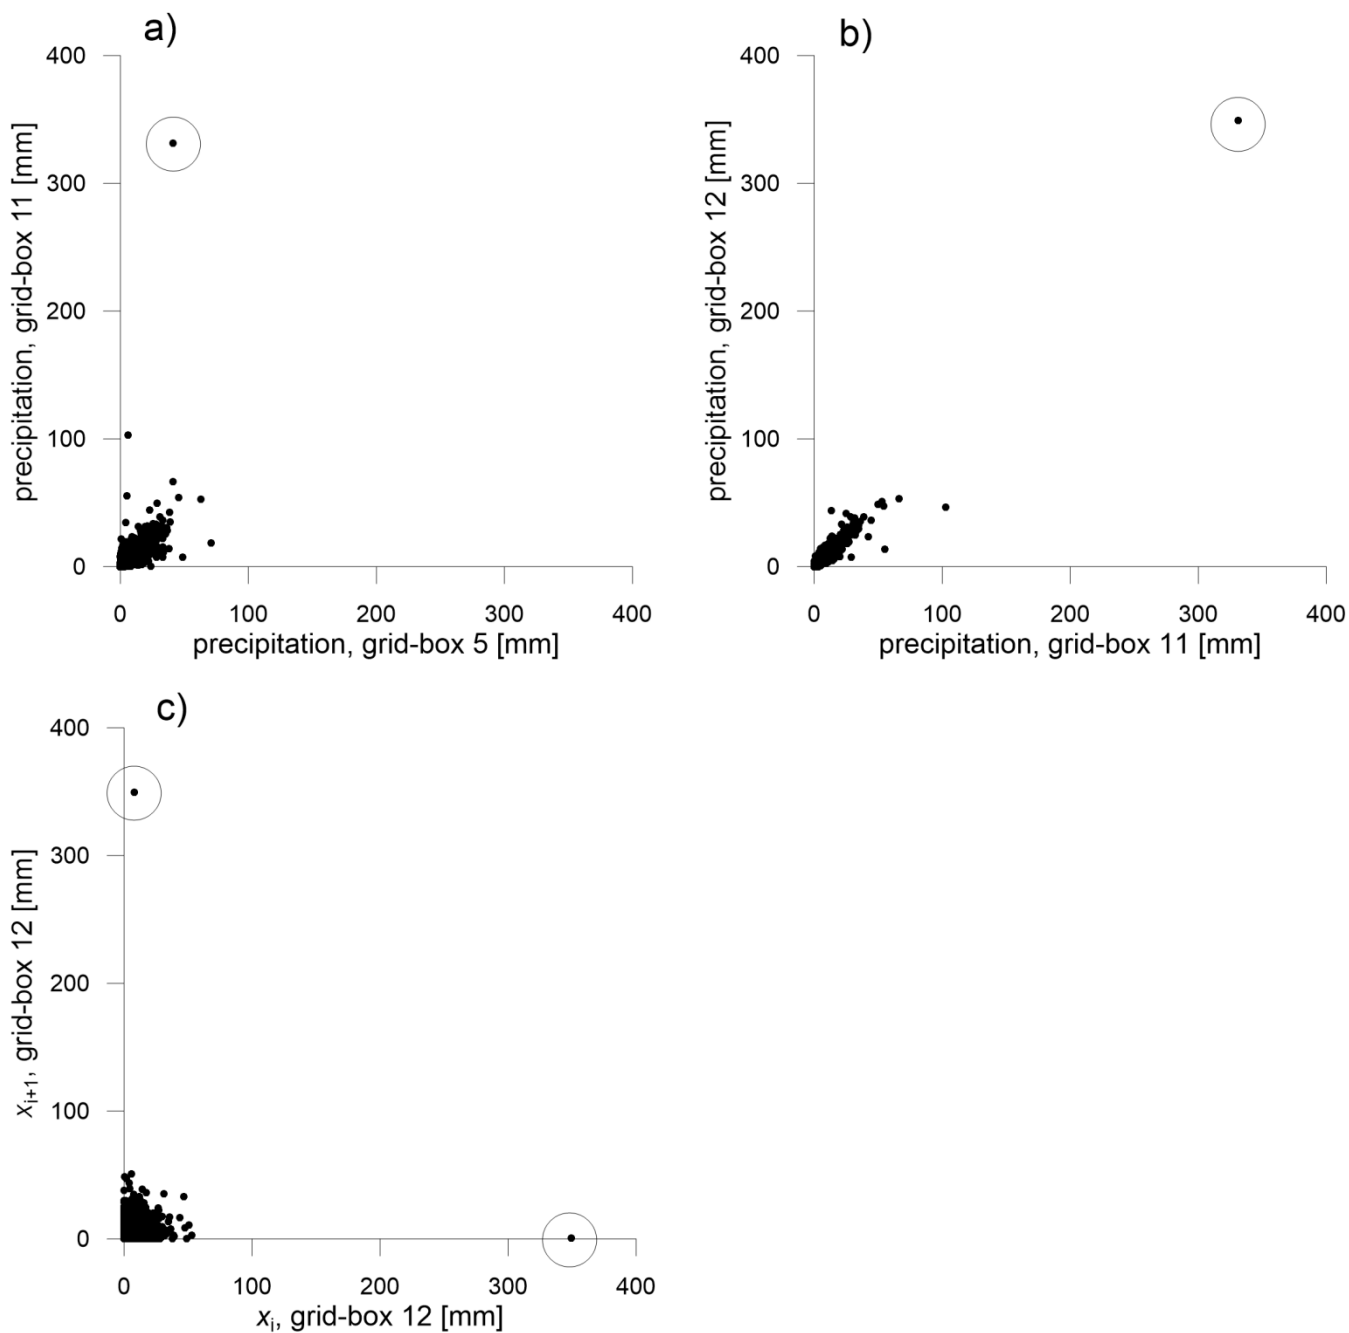 a)
400
300
200
100
0
precipitation, grid-box 11 [mm]
0 100 200 300 400
precipitation, grid-box 5 [mm]
b)
400
300
200
100
0
precipitation, grid-box 12 [mm]
0 100 200 300 400
precipitation, grid-box 11 [mm]
c)
400
300
200
100
0
xi+1, grid-box 12 [mm]
0 100 200 300 400
xi, grid-box 12 [mm]